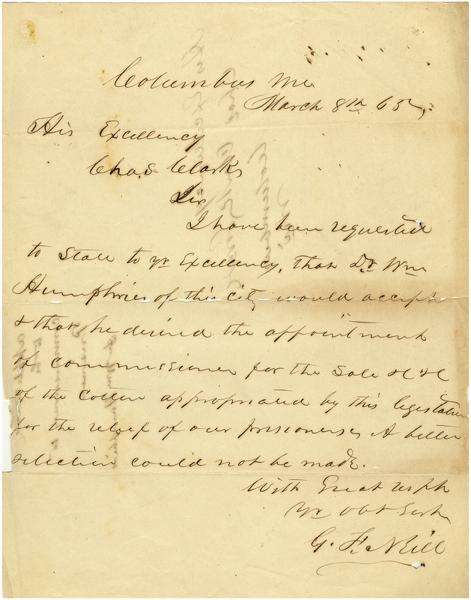 Columbus Mi
March 8th 65
His Excellency
Chas Clark
Sir
I have been requested
to State to yr Excellency, that Dr Wm
Humphries of this city would accept
& that he desired the appointment
of commissioner for the Sale &c &c
of the cotton appropriated by this legislature
for the relief of our prisoners, A better
selection could not be made.
With Great respt
Yr Obt Servt
G. F. Neill